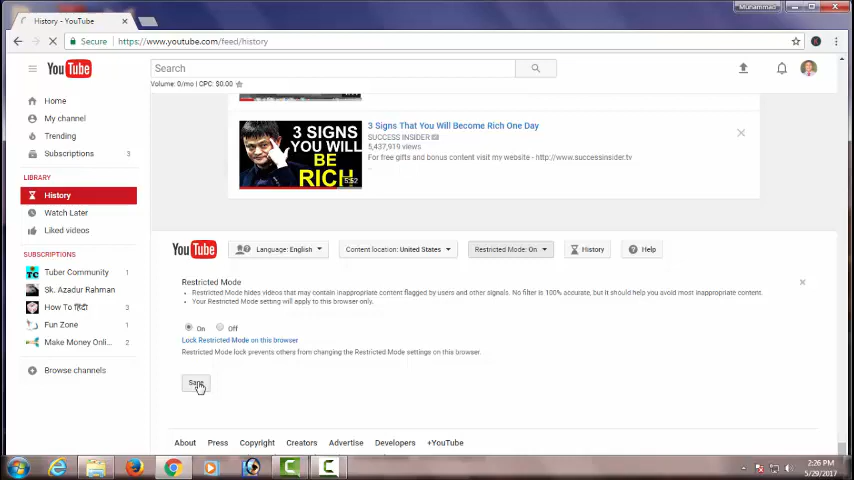 History - YouTube
Muhammad
Secure https://www.youtube.com/feed/history
YouTube
Search
Volume: 0/mo | CPC: $0.00
Home
My channel
Trending
Subscriptions 3
LIBRARY
History
Watch Later
Liked videos
SUBSCRIPTIONS
Tuber Community 1
Sk. Azadur Rahman
How To हिंदी 3
Fun Zone 1
Make Money Onli... 2
Browse channels
3 SIGNS
YOU WILL
BE
RICH
5:52
3 Signs That You Will Become Rich One Day
SUCCESS INSIDER
5,437,919 views
For free gifts and bonus content visit my website - http://www.successinsider.tv
...
YouTube
Language: English
Content location: United States
Restricted Mode: On
History
Help
Restricted Mode
Restricted Mode hides videos that may contain inappropriate content flagged by users and other signals. No filter is 100% accurate, but it should help you avoid most inappropriate content.
Your Restricted Mode setting will apply to this browser only.
On Off
Lock Restricted Mode on this browser
Restricted Mode lock prevents others from changing the Restricted Mode settings on this browser.
Save
About Press Copyright Creators Advertise Developers +YouTube
2:26 PM
5/29/2017